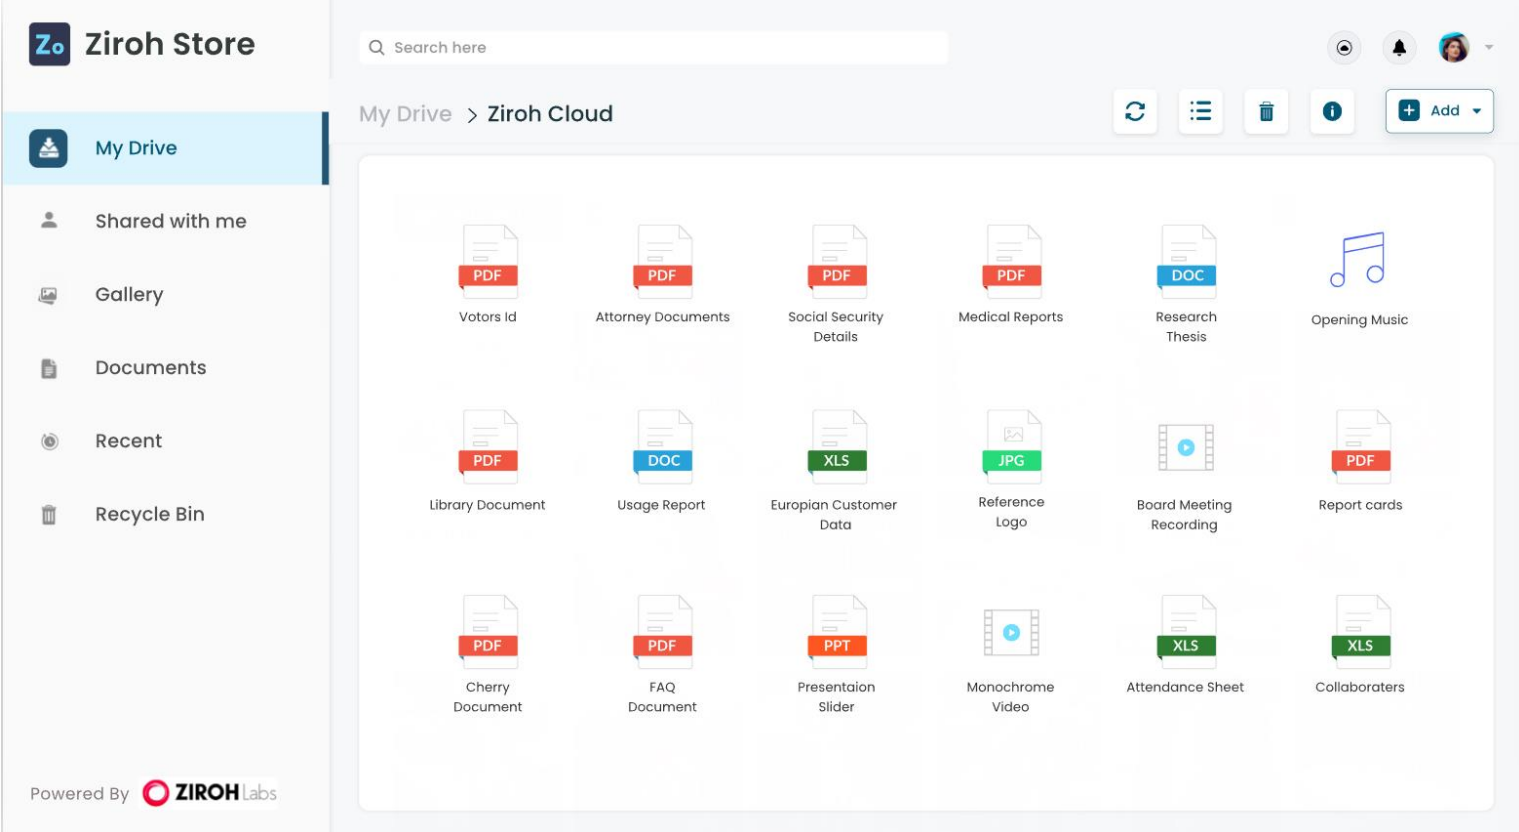 Zo Ziroh Store
Search here
My Drive > Ziroh Cloud
Add
My Drive
Shared with me
Gallery
Documents
Recent
Recycle Bin
PDF
Votors Id
PDF
Attorney Documents
PDF
Social Security
Details
PDF
Medical Reports
DOC
Research
Thesis
Opening Music
PDF
Library Document
DOC
Usage Report
XLS
Europian Customer
Data
JPG
Reference
Logo
Board Meeting
Recording
PDF
Report cards
PDF
Cherry
Document
PDF
FAQ
Document
PPT
Presentaion
Slider
Monochrome
Video
XLS
Attendance Sheet
XLS
Collaboraters
Powered By ZIROH Labs